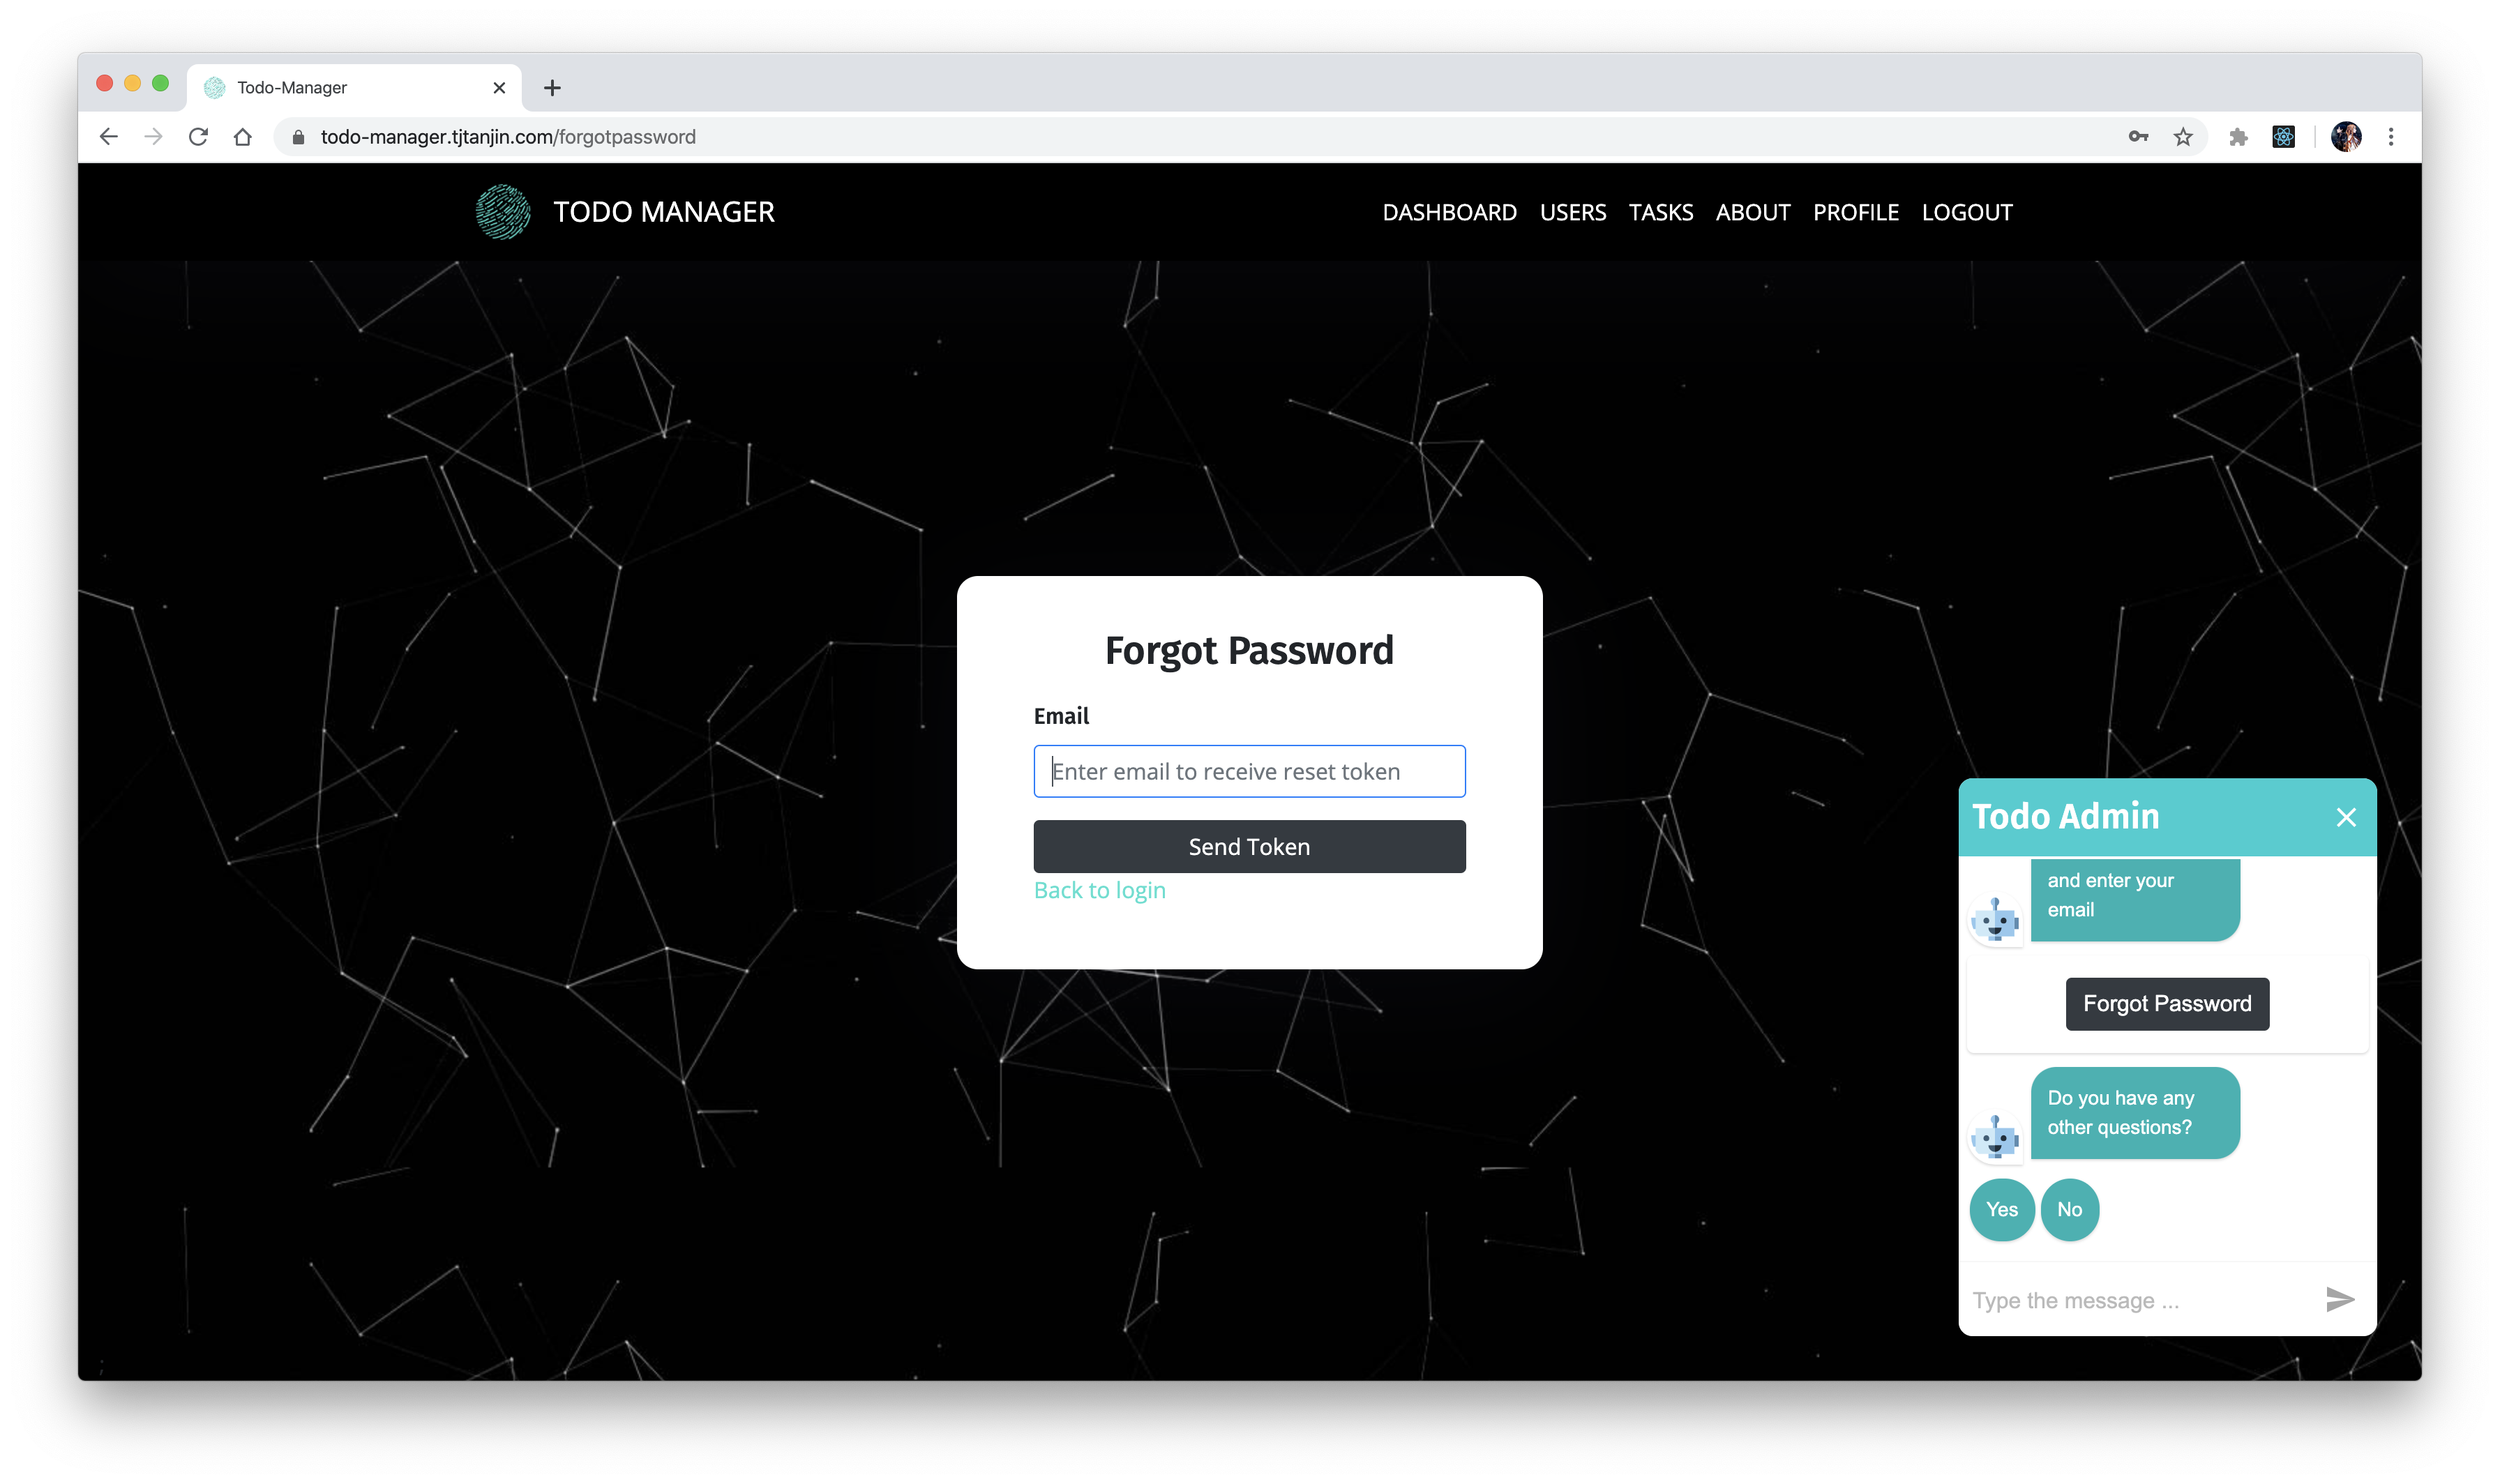 Todo-Manager
todo-manager.tjtanjin.com/forgotpassword
TODO MANAGER
DASHBOARD USERS TASKS ABOUT PROFILE LOGOUT
Forgot Password
Email
Enter email to receive reset token
Send Token
Back to login
Todo Admin
and enter your
email
Forgot Password
Do you have any
other questions?
Yes No
Type the message ...